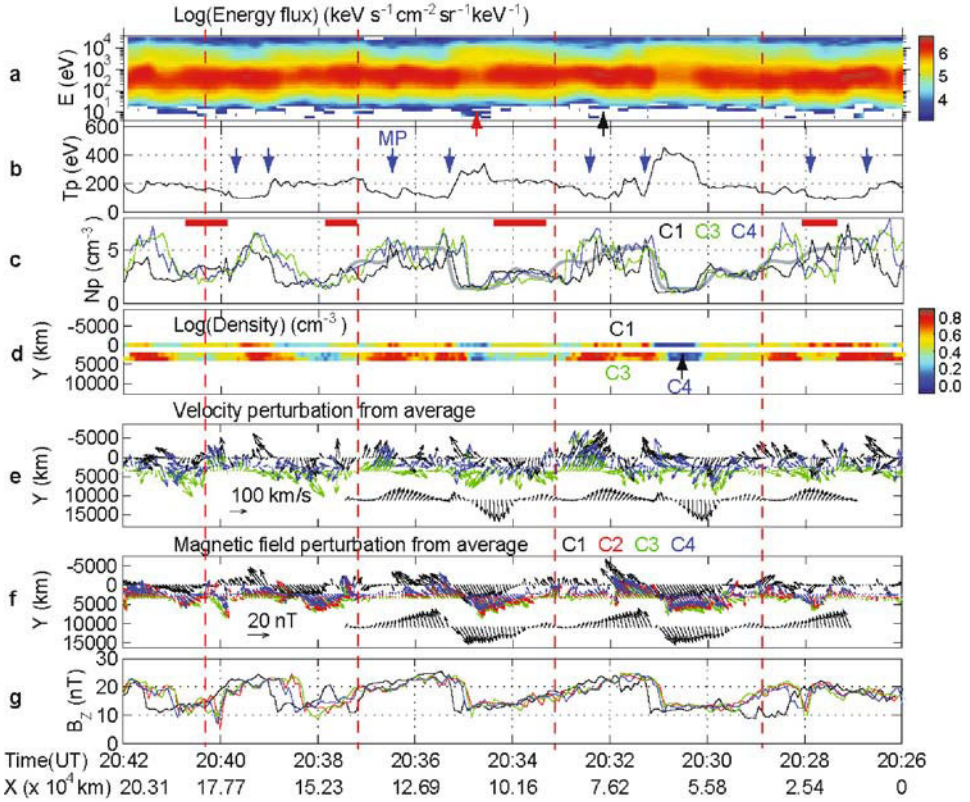 Log(Energy flux) (keV s⁻¹ cm⁻² sr⁻¹ keV⁻¹)
a
E (eV)
10⁴
10³
10²
10¹
6
5
4
b
Tp (eV)
600
400
200
0
MP
c
Np (cm⁻³)
5
0
C1 C3 C4
d
Log(Density) (cm⁻³)
Y (km)
-5000
0
5000
10000
C1
C3
C4
0.8
0.6
0.4
0.2
0.0
Velocity perturbation from average
e
Y (km)
-5000
0
5000
10000
15000
100 km/s
Magnetic field perturbation from average C1 C2 C3 C4
f
Y (km)
-5000
0
5000
10000
15000
20 nT
g
B_Z (nT)
30
20
10
0
Time(UT) 20:42 20:40 20:38 20:36 20:34 20:32 20:30 20:28 20:26
X (x 10⁴ km) 20.31 17.77 15.23 12.69 10.16 7.62 5.58 2.54 0